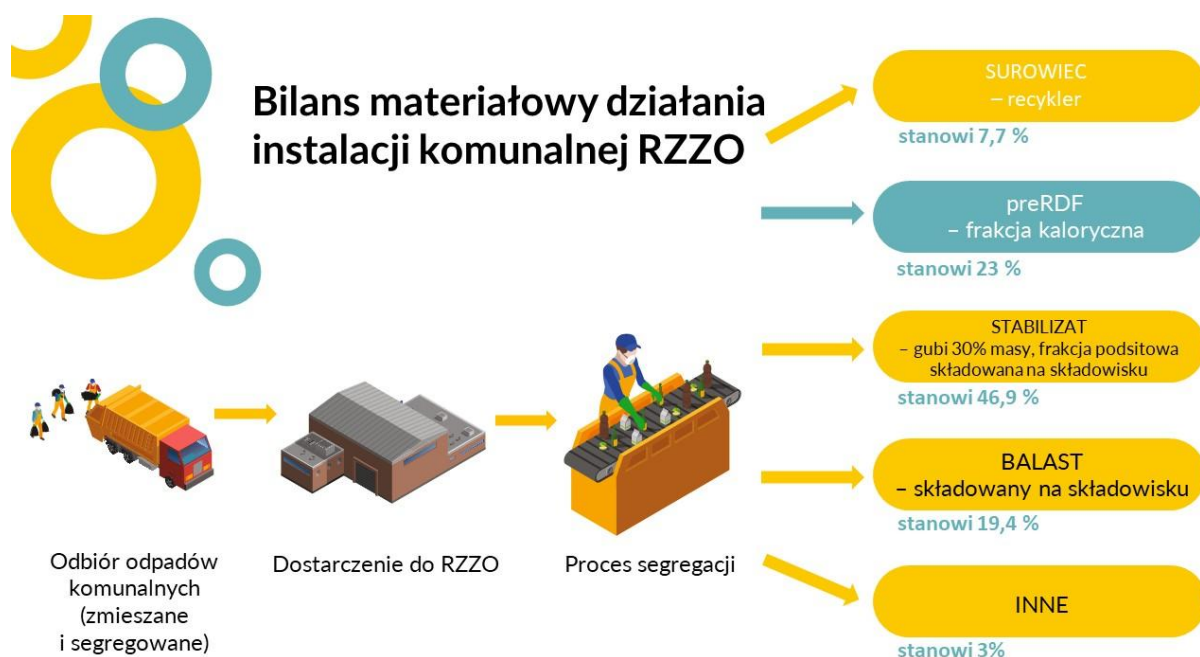 Bilans materiałowy działania
instalacji komunalnej RZZO
SUROWIEC
– recykler
stanowi 7,7 %
preRDF
– frakcja kaloryczna
stanowi 23 %
STABILIZAT
– gubi 30% masy, frakcja podsitowa
składowana na składowisku
stanowi 46,9 %
BALAST
– składowany na składowisku
stanowi 19,4 %
INNE
stanowi 3%
Odbiór odpadów
komunalnych
(zmieszane
i segregowane)
Dostarczenie do RZZO
Proces segregacji